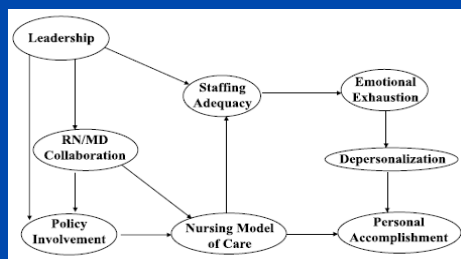 Leadership
Staffing
Adequacy
Emotional
Exhaustion
RN/MD
Collaboration
Depersonalization
Policy
Involvement
Nursing Model
of Care
Personal
Accomplishment